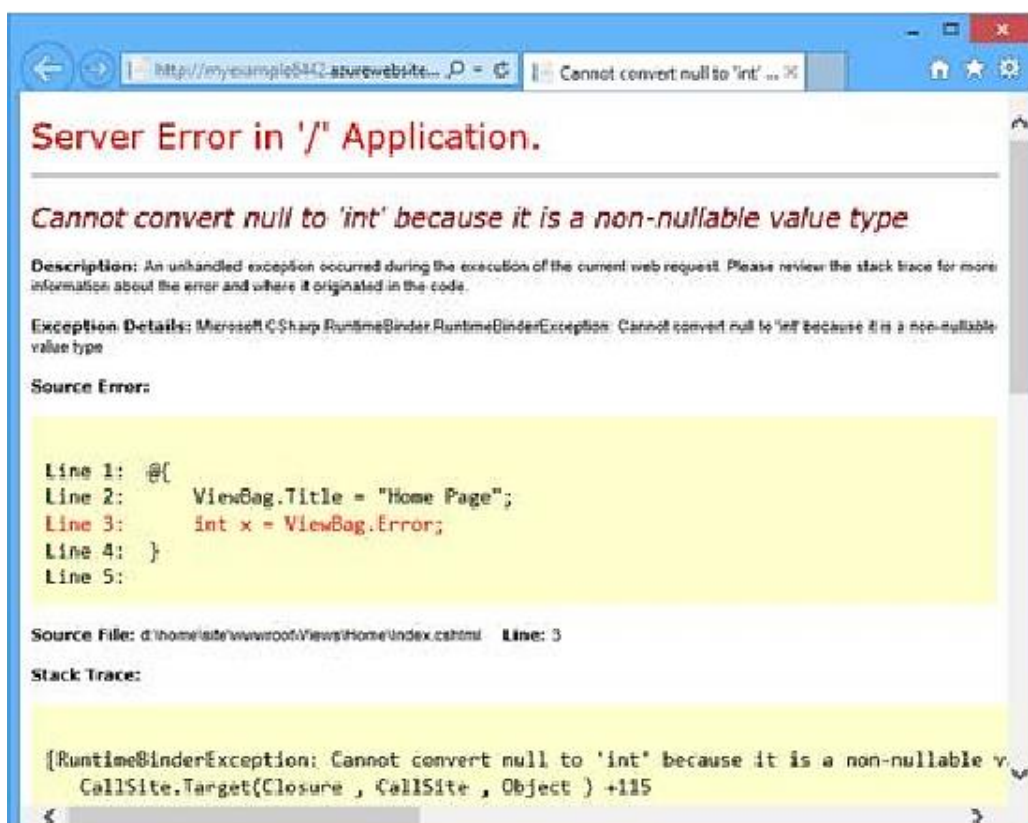 http://myexample8442.azurewebsite...
Cannot convert null to 'int' ...
Server Error in '/' Application.
Cannot convert null to 'int' because it is a non-nullable value type
Description: An unhandled exception occurred during the execution of the current web request. Please review the stack trace for more
information about the error and where it originated in the code.
Exception Details: Microsoft.CSharp.RuntimeBinder.RuntimeBinderException: Cannot convert null to 'int' because it is a non-nullable
value type
Source Error:
Line 1: @{
Line 2: ViewBag.Title = "Home Page";
Line 3: int x = ViewBag.Error;
Line 4: }
Line 5:
Source File: d:\home\site\wwwroot\Views\Home\Index.cshtml Line: 3
Stack Trace:
[RuntimeBinderException: Cannot convert null to 'int' because it is a non-nullable v
CallSite.Target(Closure , CallSite , Object ) +115